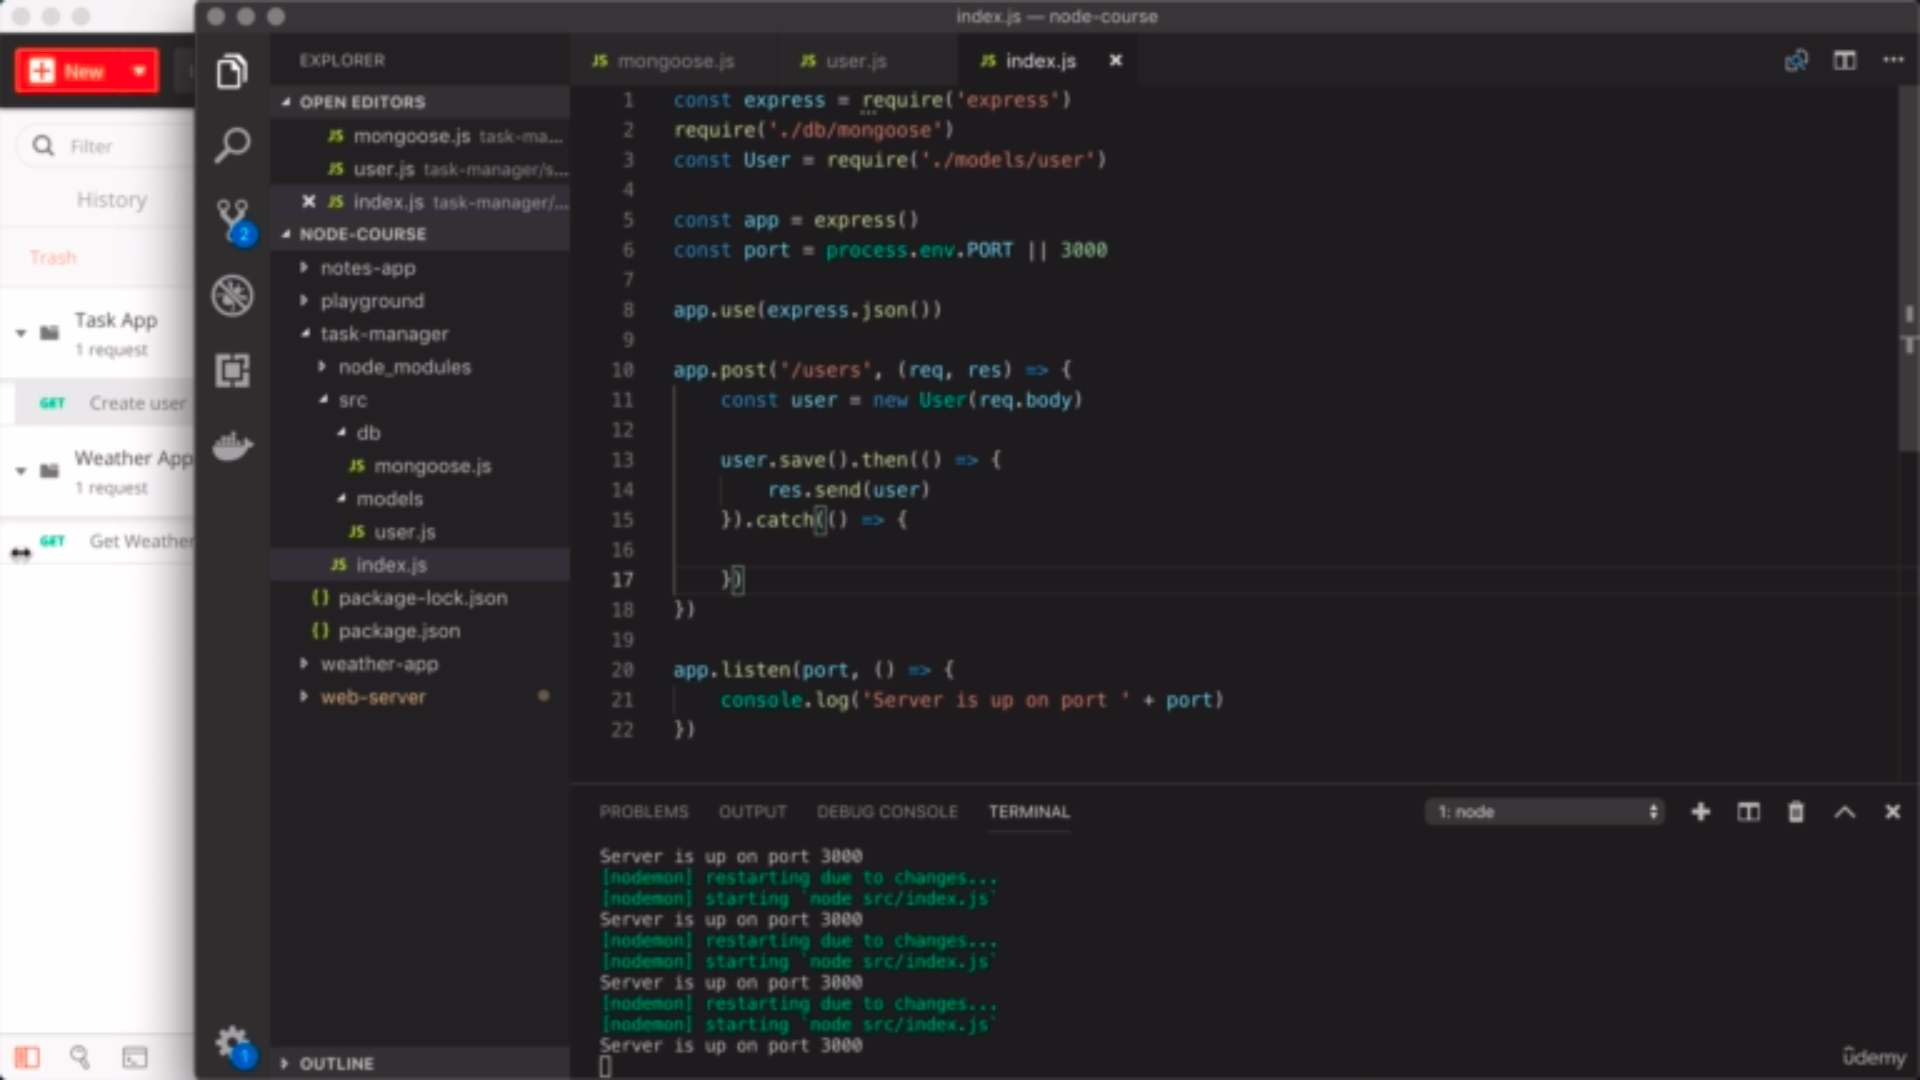 index.js — node-course
New
Filter
History
Trash
Task App
1 request
GET Create user
Weather App
1 request
GET Get Weather
EXPLORER
OPEN EDITORS
JS mongoose.js task-ma...
JS user.js task-manager/s...
JS index.js task-manager/...
NODE-COURSE
notes-app
playground
task-manager
node_modules
src
db
JS mongoose.js
models
JS user.js
JS index.js
{} package-lock.json
{} package.json
weather-app
web-server
OUTLINE
2
1
JS mongoose.js JS user.js JS index.js
1 const express = require('express')
2 require('./db/mongoose')
3 const User = require('./models/user')
4
5 const app = express()
6 const port = process.env.PORT || 3000
7
8 app.use(express.json())
9
10 app.post('/users', (req, res) => {
11 const user = new User(req.body)
12
13 user.save().then(() => {
14 res.send(user)
15 }).catch(() => {
16
17 })
18 })
19
20 app.listen(port, () => {
21 console.log('Server is up on port ' + port)
22 })
PROBLEMS OUTPUT DEBUG CONSOLE TERMINAL 1: node
Server is up on port 3000
[nodemon] restarting due to changes...
[nodemon] starting `node src/index.js`
Server is up on port 3000
[nodemon] restarting due to changes...
[nodemon] starting `node src/index.js`
Server is up on port 3000
[nodemon] restarting due to changes...
[nodemon] starting `node src/index.js`
Server is up on port 3000
ûdemy